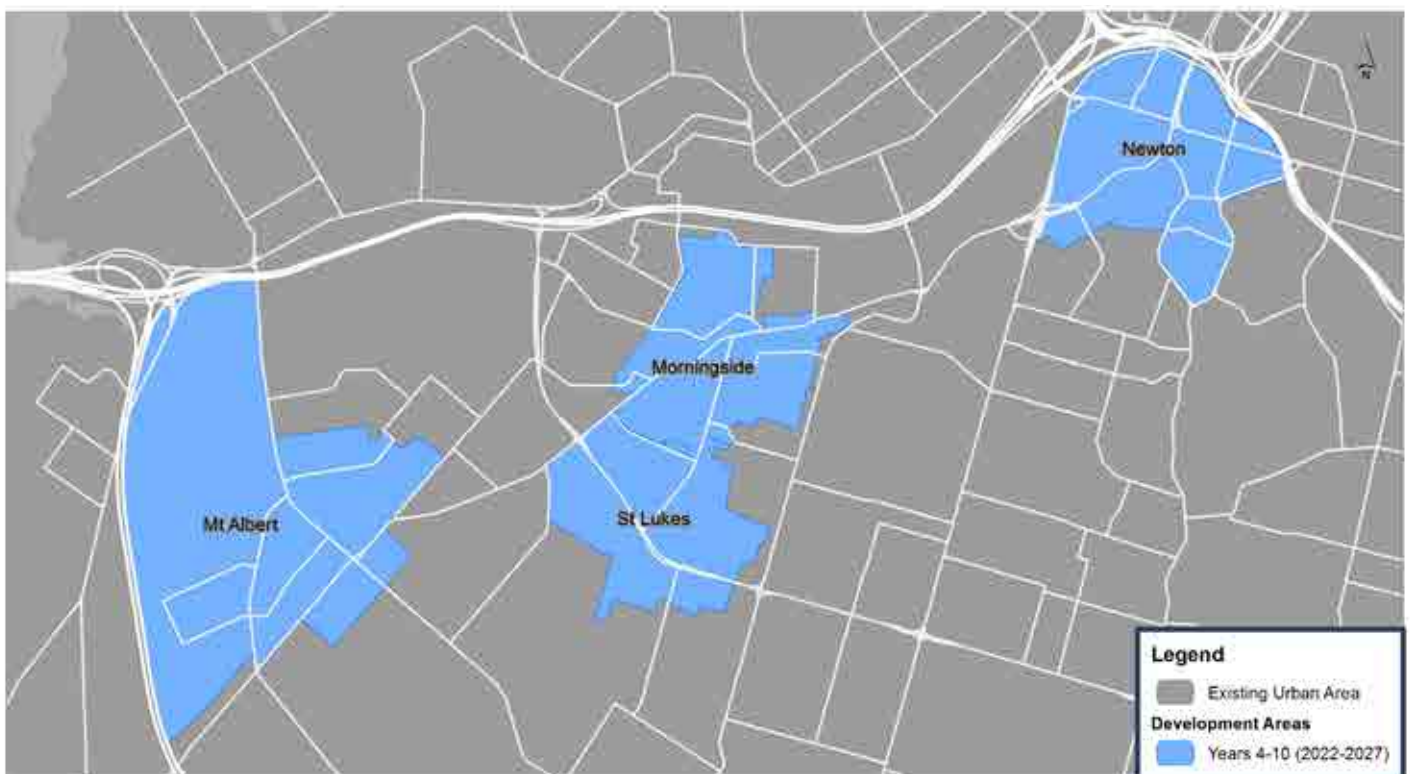 N
Newton
Morningside
Mt Albert
St Lukes
Legend
Existing Urban Area
Development Areas
Years 4-10 (2022-2027)